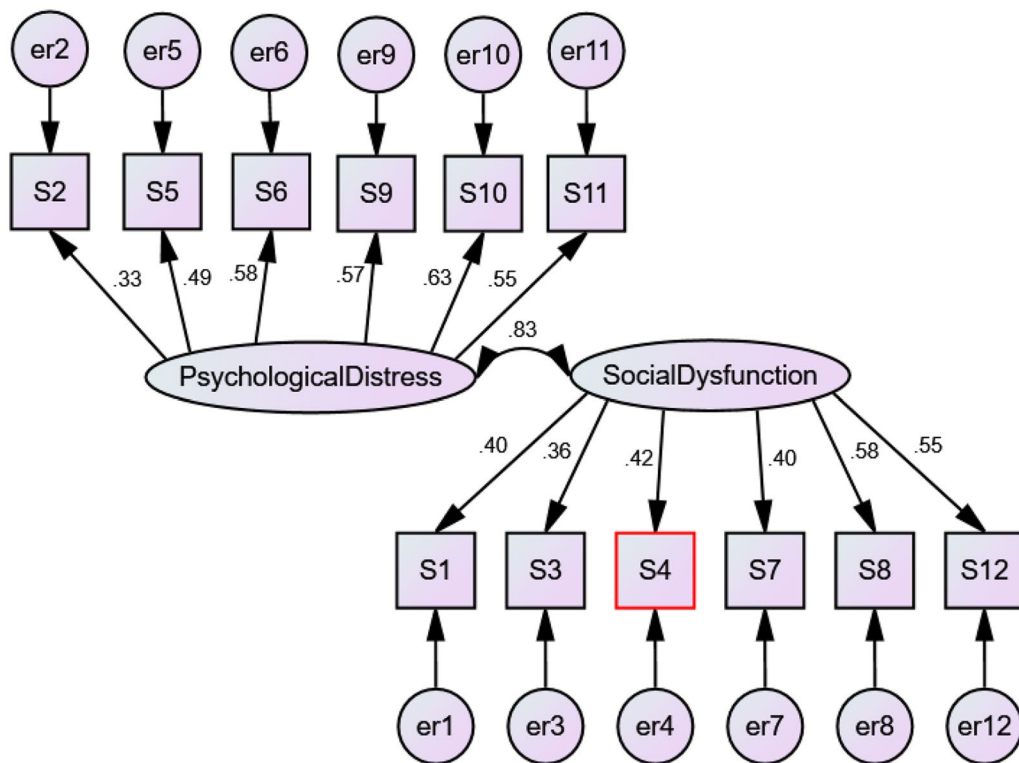 er2 er5 er6 er9 er10 er11
S2 S5 S6 S9 S10 S11
.33 .49 .58 .57 .63 .55
.83
PsychologicalDistress SocialDysfunction
.40 .36 .42 .40 .58 .55
S1 S3 S4 S7 S8 S12
er1 er3 er4 er7 er8 er12